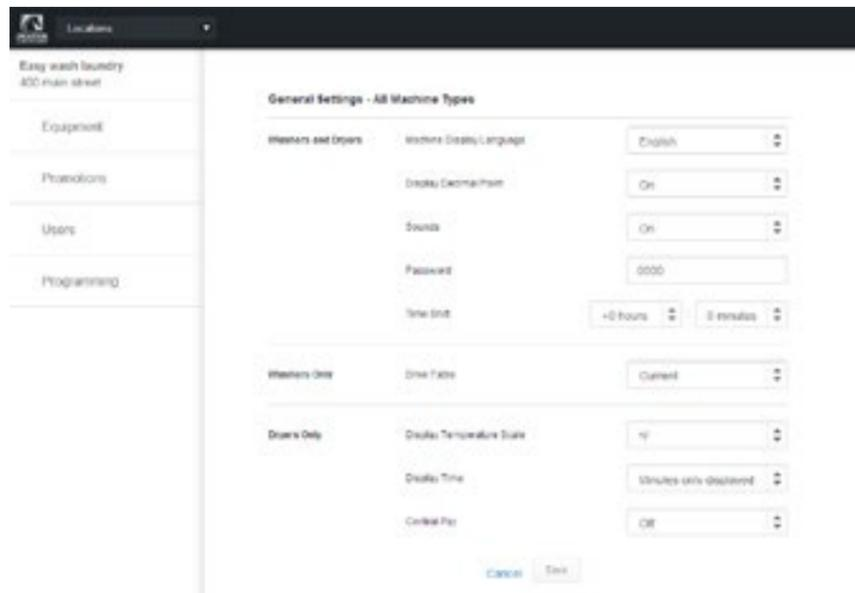 Locations
Easy wash laundry
400 main street
Equipment
Promotions
Users
Programming
General Settings - All Machine Types
Washers and Dryers
Machine Display Language
English
Display Decimal Point
On
Sounds
On
Password
0000
Time Shift
+0 hours
0 minutes
Washers Only
Drive Table
Current
Dryers Only
Display Temperature Scale
Display Time
Minutes only displayed
Central Pay
Off
Cancel
Save